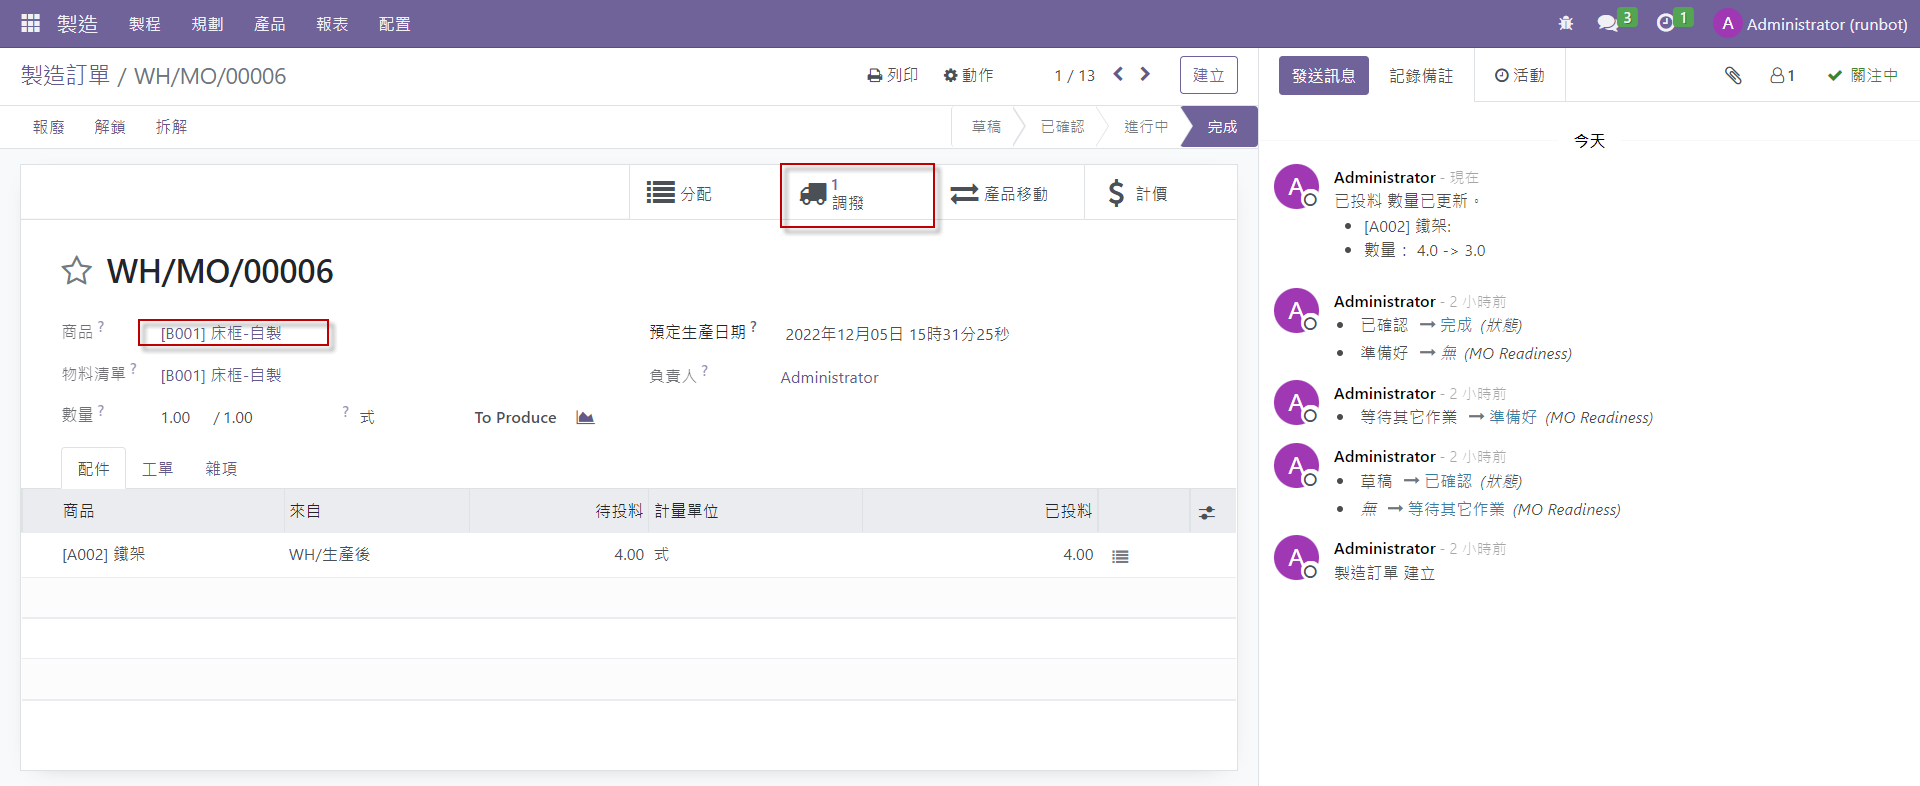 製造 製程 規劃 產品 報表 配置 3 1 A Administrator (runbot)
製造訂單 / WH/MO/00006 列印 動作 1 / 13 建立
報廢 解鎖 拆解 草稿 已確認 進行中 完成
分配 1 調撥 產品移動 計價
WH/MO/00006
商品 ? [B001] 床框-自製 預定生產日期 ? 2022年12月05日 15時31分25秒
物料清單 ? [B001] 床框-自製 負責人 ? Administrator
數量 ? 1.00 / 1.00 ? 式 To Produce
配件 工單 雜項
商品 來自 待投料 計量單位 已投料
[A002] 鐵架 WH/生產後 4.00 式 4.00
發送訊息 記錄備註 活動 1 關注中
今天
A Administrator - 現在
已投料 數量已更新。
[A002] 鐵架:
數量： 4.0 -> 3.0
A Administrator - 2 小時前
已確認 → 完成 (狀態)
準備好 → 無 (MO Readiness)
A Administrator - 2 小時前
等待其它作業 → 準備好 (MO Readiness)
A Administrator - 2 小時前
草稿 → 已確認 (狀態)
無 → 等待其它作業 (MO Readiness)
A Administrator - 2 小時前
製造訂單 建立